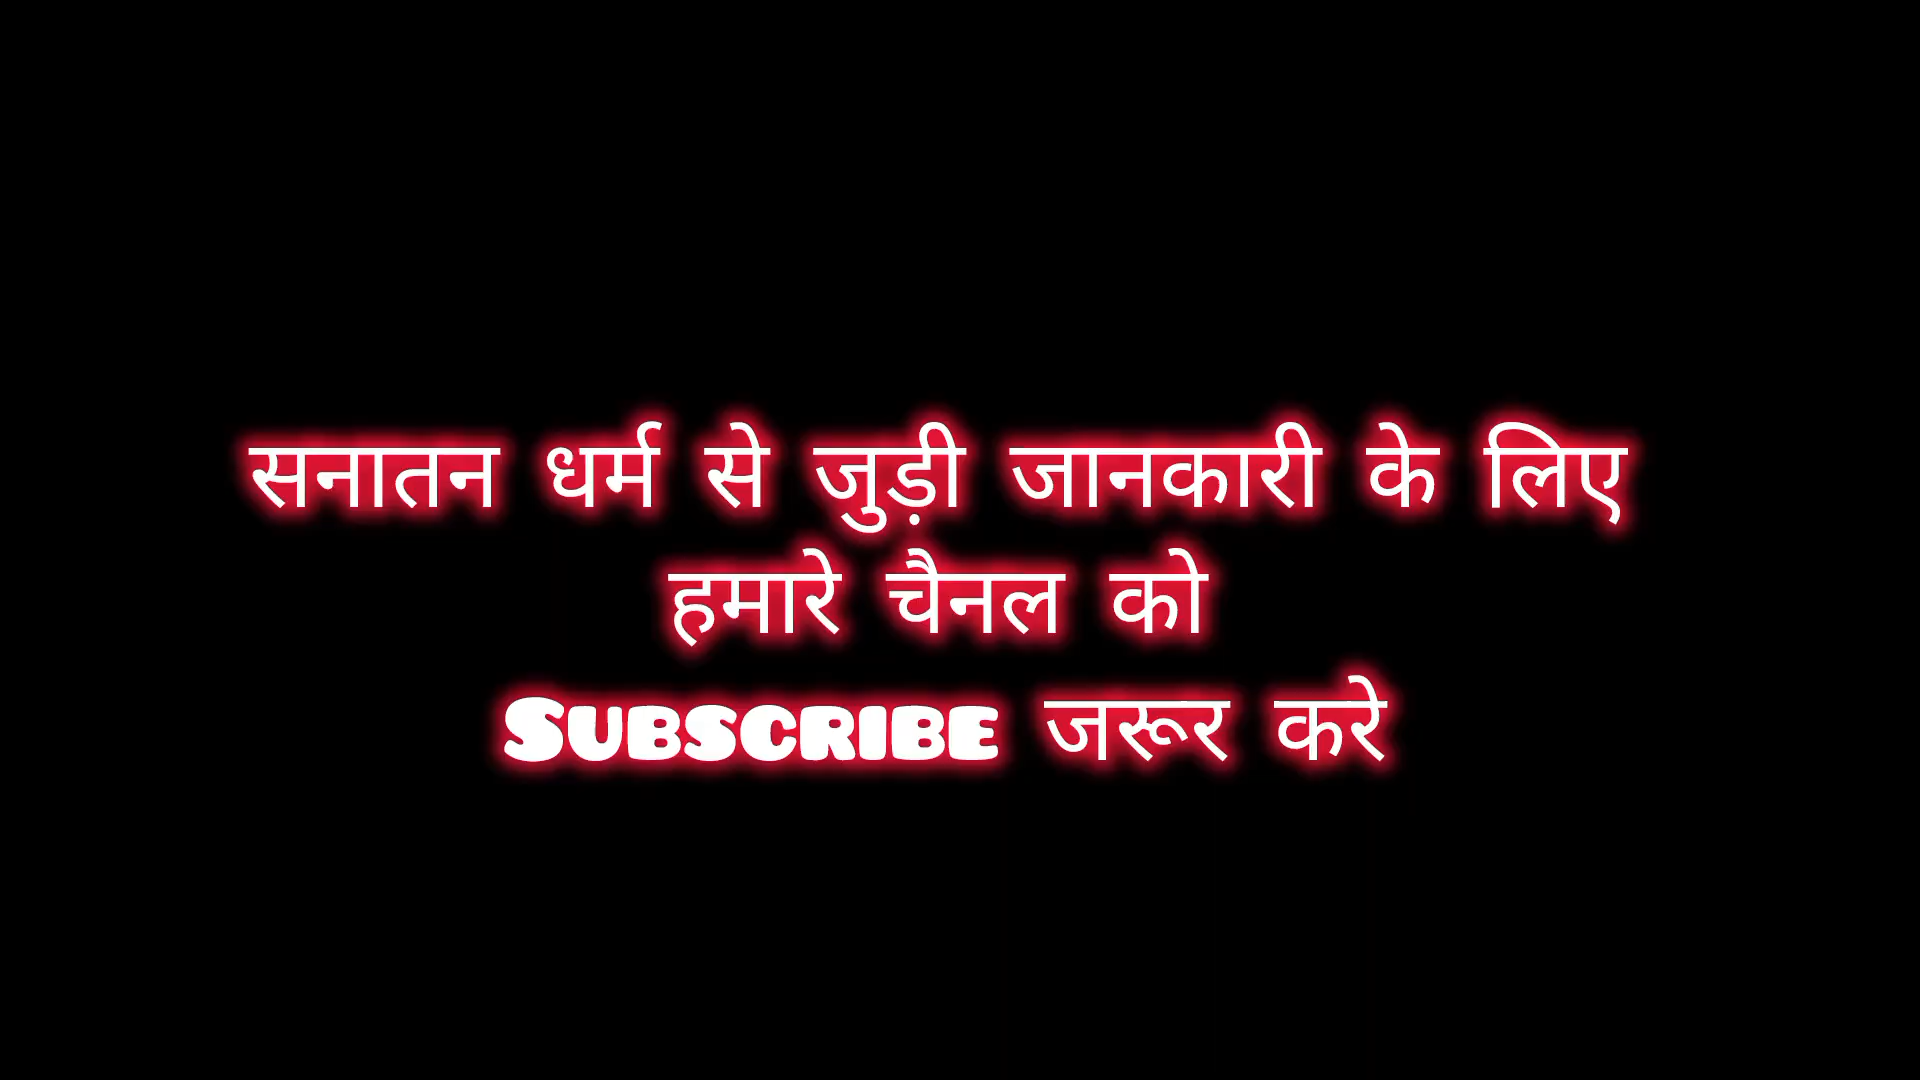 सनातन धर्म से जुड़ी जानकारी के लिए
हमारे चैनल को
Subscribe जरूर करे